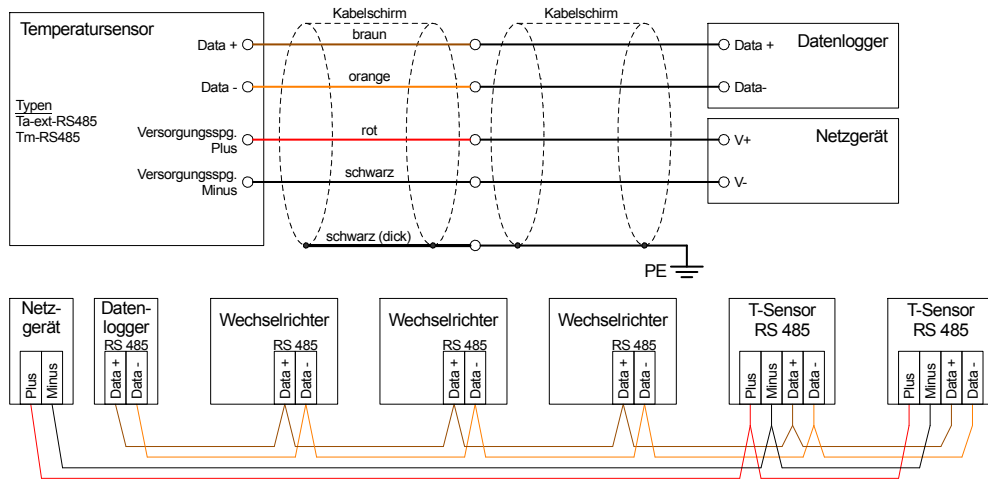 Kabelschirm
Kabelschirm
Temperatursensor
Data +
braun
Data +
Datenlogger
Data -
orange
Data-
Typen
Ta-ext-RS485
Tm-RS485
Versorgungsspg.
Plus
rot
V+
Netzgerät
Versorgungsspg.
Minus
schwarz
V-
schwarz (dick)
PE
Netz-
gerät
Plus
Minus
Daten-
logger
RS 485
Data +
Data -
Wechselrichter
RS 485
Data +
Data -
Wechselrichter
RS 485
Data +
Data -
Wechselrichter
RS 485
Data +
Data -
T-Sensor
RS 485
Plus
Minus
Data +
Data -
T-Sensor
RS 485
Plus
Minus
Data +
Data -